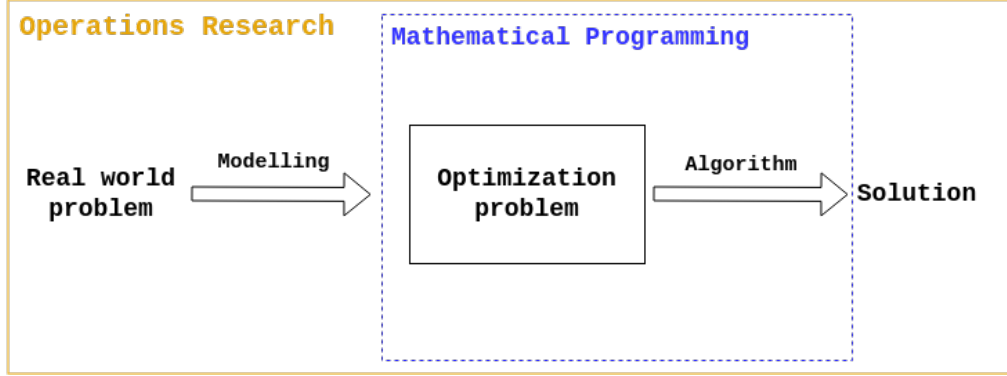 Operations Research
Mathematical Programming
Real world
problem
Modelling
Optimization
problem
Algorithm
Solution